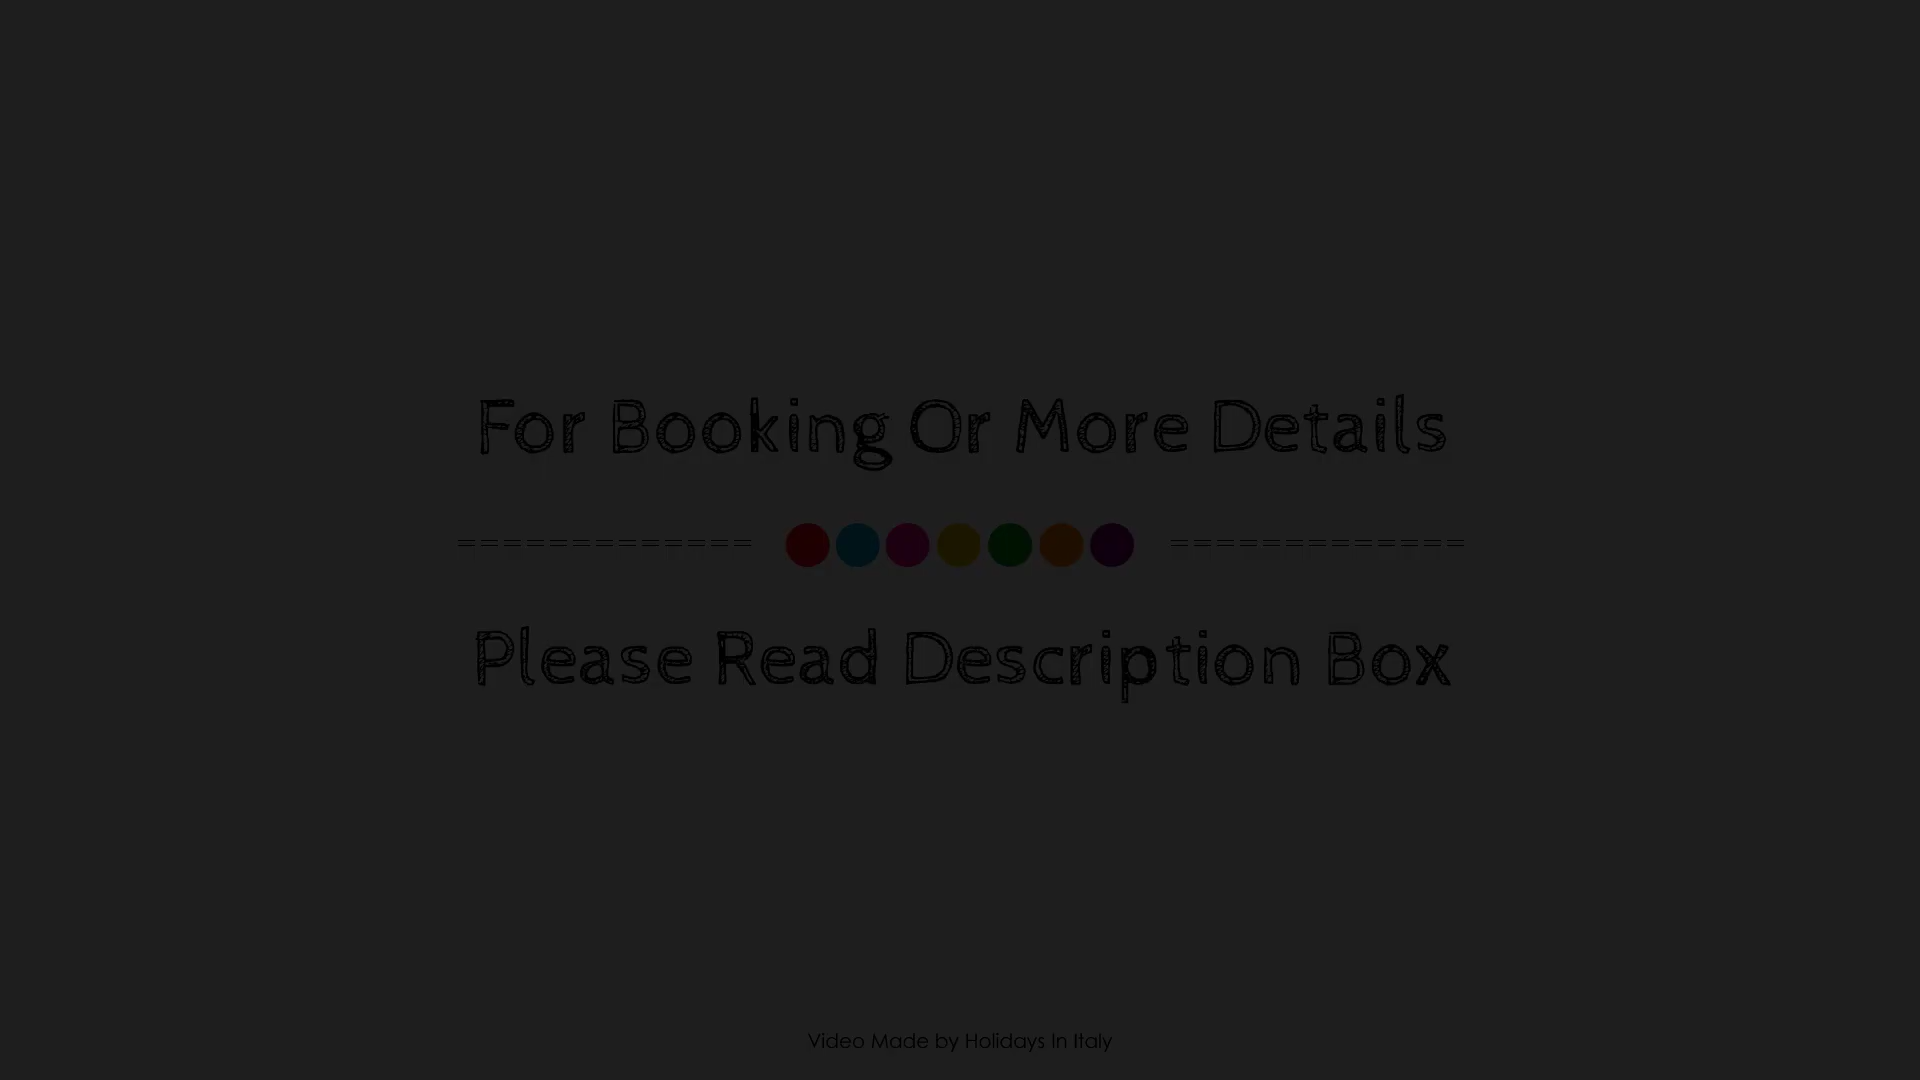 For Booking Or More Details
============= =============
Please Read Description Box
Video Made by Holidays In Italy